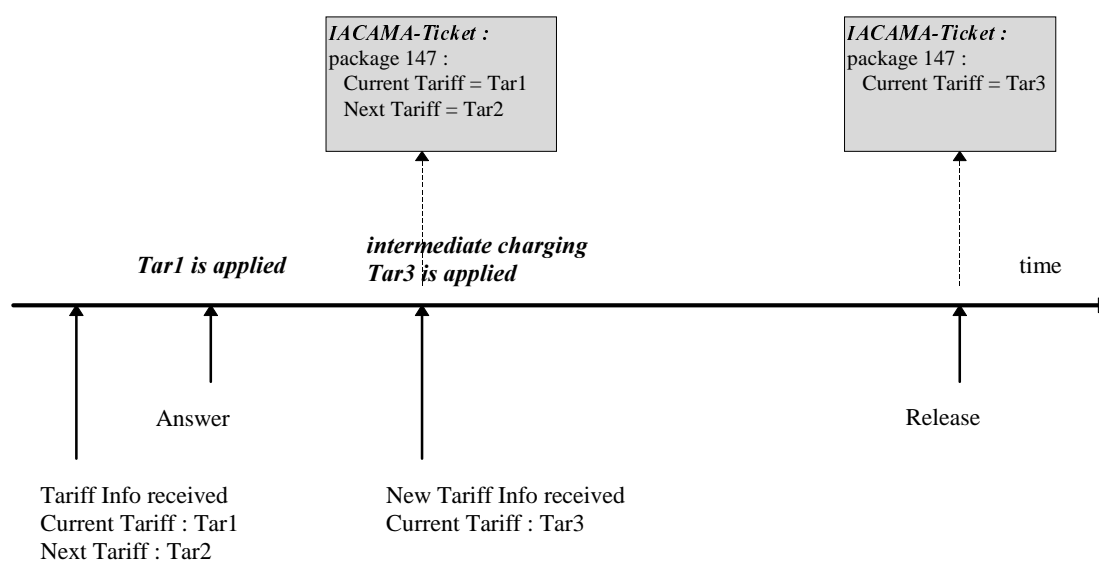 IACAMA-Ticket :
package 147 :
Current Tariff = Tar1
Next Tariff = Tar2
IACAMA-Ticket :
package 147 :
Current Tariff = Tar3
Tar1 is applied
intermediate charging
Tar3 is applied
time
Answer
Release
Tariff Info received
Current Tariff : Tar1
Next Tariff : Tar2
New Tariff Info received
Current Tariff : Tar3